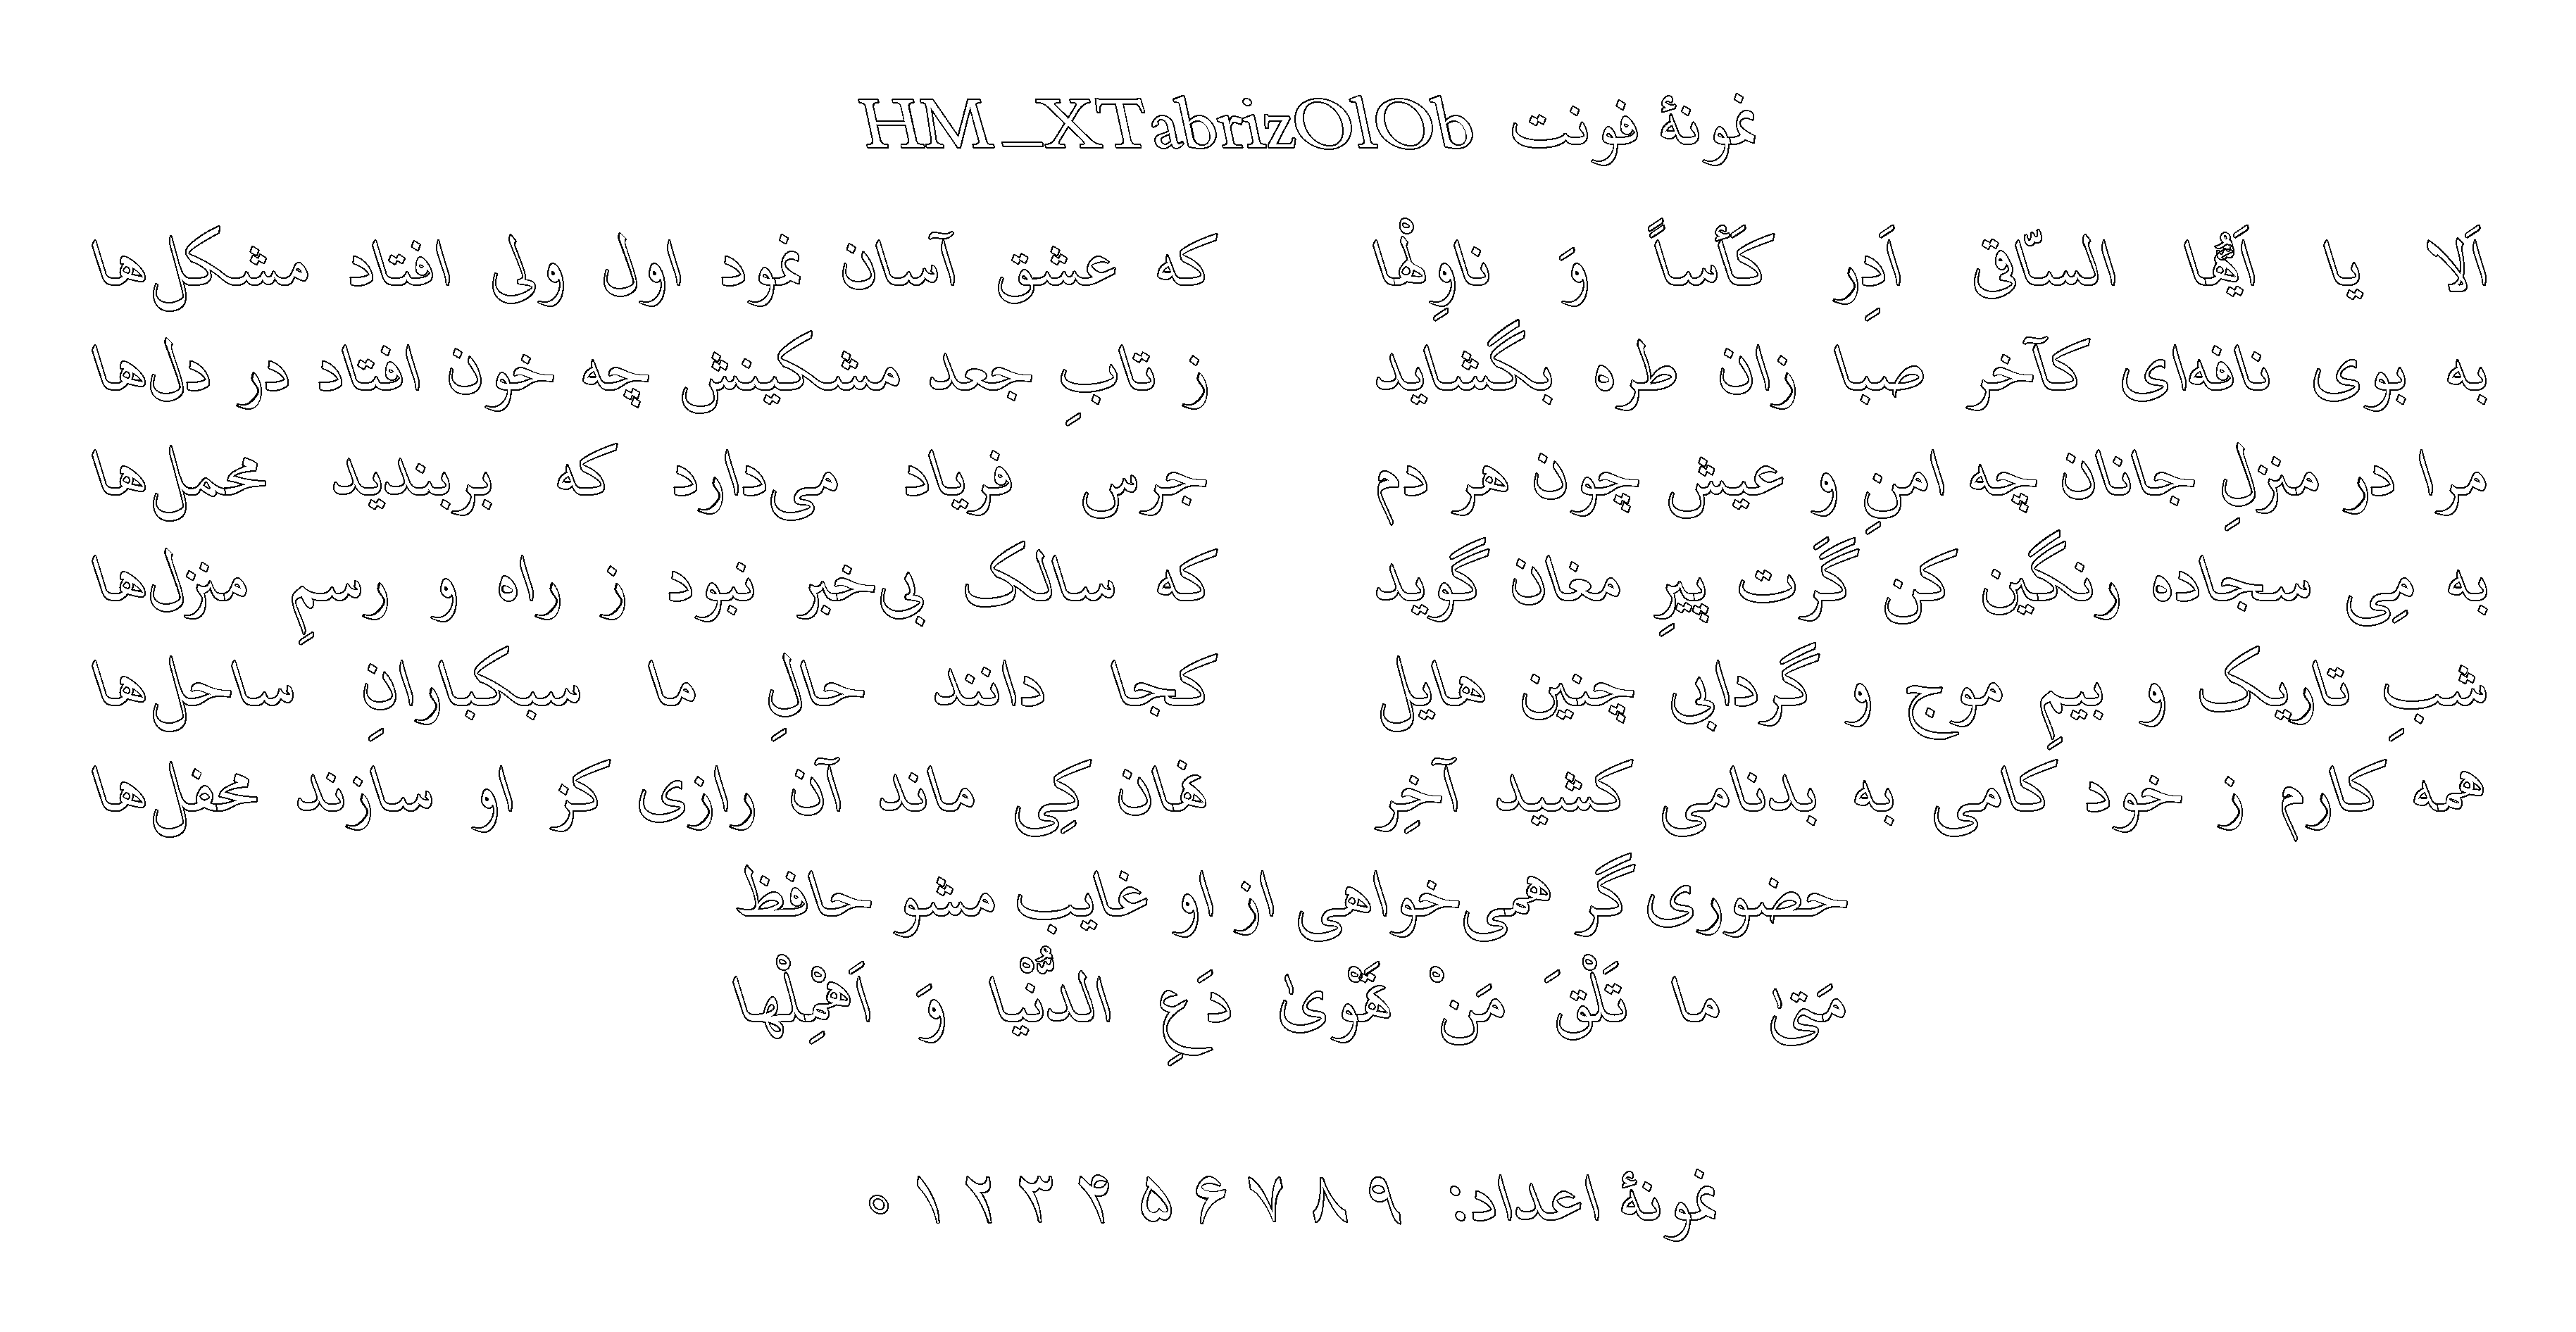 نمونهٔ فونت HM_XTabrizOlOb
اَلا یا اَیُّها السّاقی اَدِر کَأساً وَ ناوِلْها که عشق آسان نمود اول ولی افتاد مشکل‌ها
به بوی نافه‌ای کآخر صبا زان طره بگشاید ز تابِ جعد مشکینش چه خون افتاد در دل‌ها
مرا در منزلِ جانان چه امنِ و عیش چون هر دم جرس فریاد می‌دارد که بربندید محمل‌ها
به مِی سجاده رنگین کن گَرت پیرِ مغان گوید که سالک بی‌خبر نبود ز راه و رسمِ منزل‌ها
شبِ تاریک و بیمِ موج و گردابی چنین هایل کجا دانند حالِ ما سبکبارانِ ساحل‌ها
همه کارم ز خود کامی به بدنامی کشید آخِر نهان کِی ماند آن رازی کز او سازند محفل‌ها
حضوری گر همی‌خواهی از او غایب مشو حافظ
مَتیٰ ما تَلْقَ مَنْ تَهْویٰ دَعِ الدُّنْیا وَ اَهْمِلْها
نمونهٔ اعداد: ۹ ۸ ۷ ۶ ۵ ۴ ۳ ۲ ۱ ۰